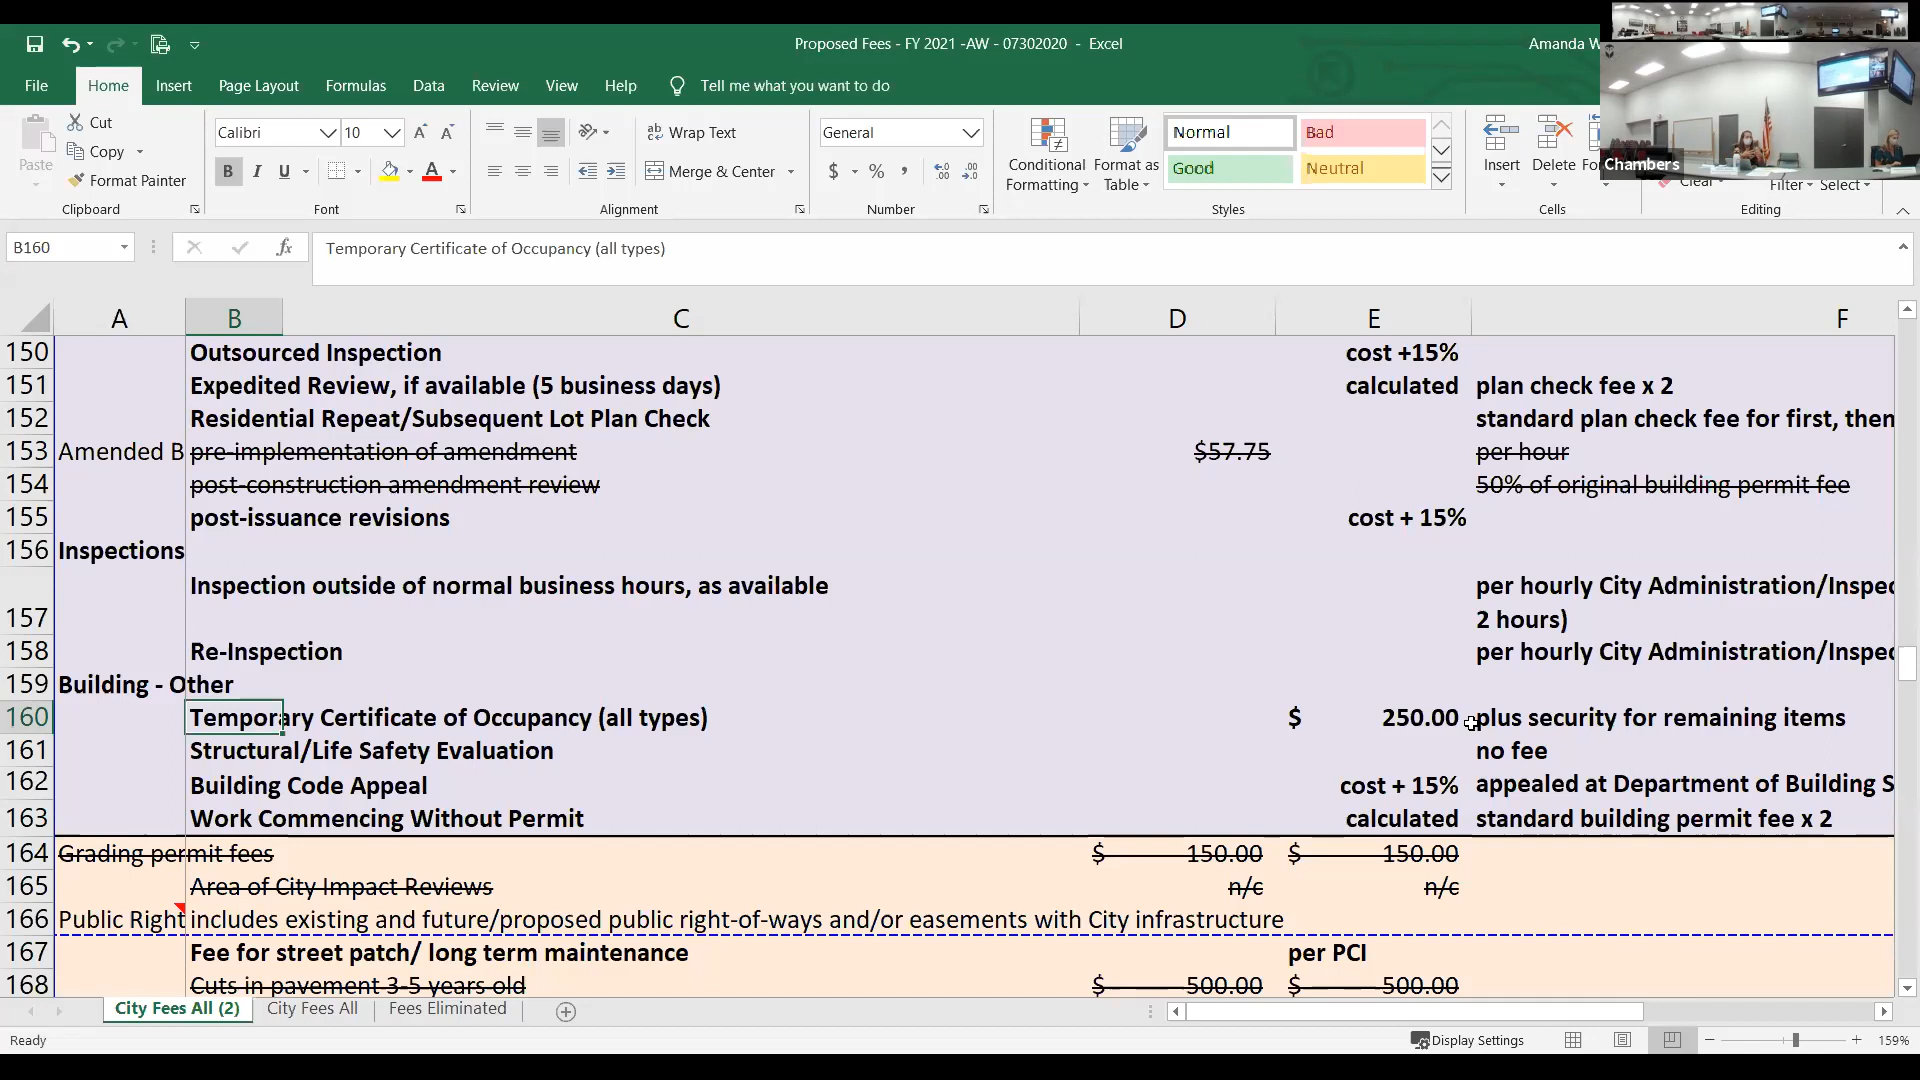 Proposed Fees - FY 2021 -AW - 07302020 - Excel
Amanda W
File Home Insert Page Layout Formulas Data Review View Help Tell me what you want to do
Chambers
Paste
Cut
Copy
Format Painter
Clipboard
Calibri 10
B I U
Font
Wrap Text
Merge & Center
Alignment
General
$ %
Number
Conditional Formatting
Format as Table
Normal Bad
Good Neutral
Styles
Insert Delete
Cells
Clear
Filter Select
Editing
B160 fx Temporary Certificate of Occupancy (all types)
A B C D E F
150 Outsourced Inspection cost +15%
151 Expedited Review, if available (5 business days) calculated plan check fee x 2
152 Residential Repeat/Subsequent Lot Plan Check standard plan check fee for first, then
153 Amended B pre-implementation of amendment $57.75 per hour
154 post-construction amendment review 50% of original building permit fee
155 post-issuance revisions cost + 15%
156 Inspections
157 Inspection outside of normal business hours, as available per hourly City Administration/Inspec
2 hours)
158 Re-Inspection per hourly City Administration/Inspec
159 Building - Other
160 Temporary Certificate of Occupancy (all types) $ 250.00 plus security for remaining items
161 Structural/Life Safety Evaluation no fee
162 Building Code Appeal cost + 15% appealed at Department of Building S
163 Work Commencing Without Permit calculated standard building permit fee x 2
164 Grading permit fees $ 150.00 $ 150.00
165 Area of City Impact Reviews n/c n/c
166 Public Right includes existing and future/proposed public right-of-ways and/or easements with City infrastructure
167 Fee for street patch/ long term maintenance per PCI
168 Cuts in pavement 3-5 years old $ 500.00 $ 500.00
City Fees All (2) City Fees All Fees Eliminated
Ready Display Settings 159%